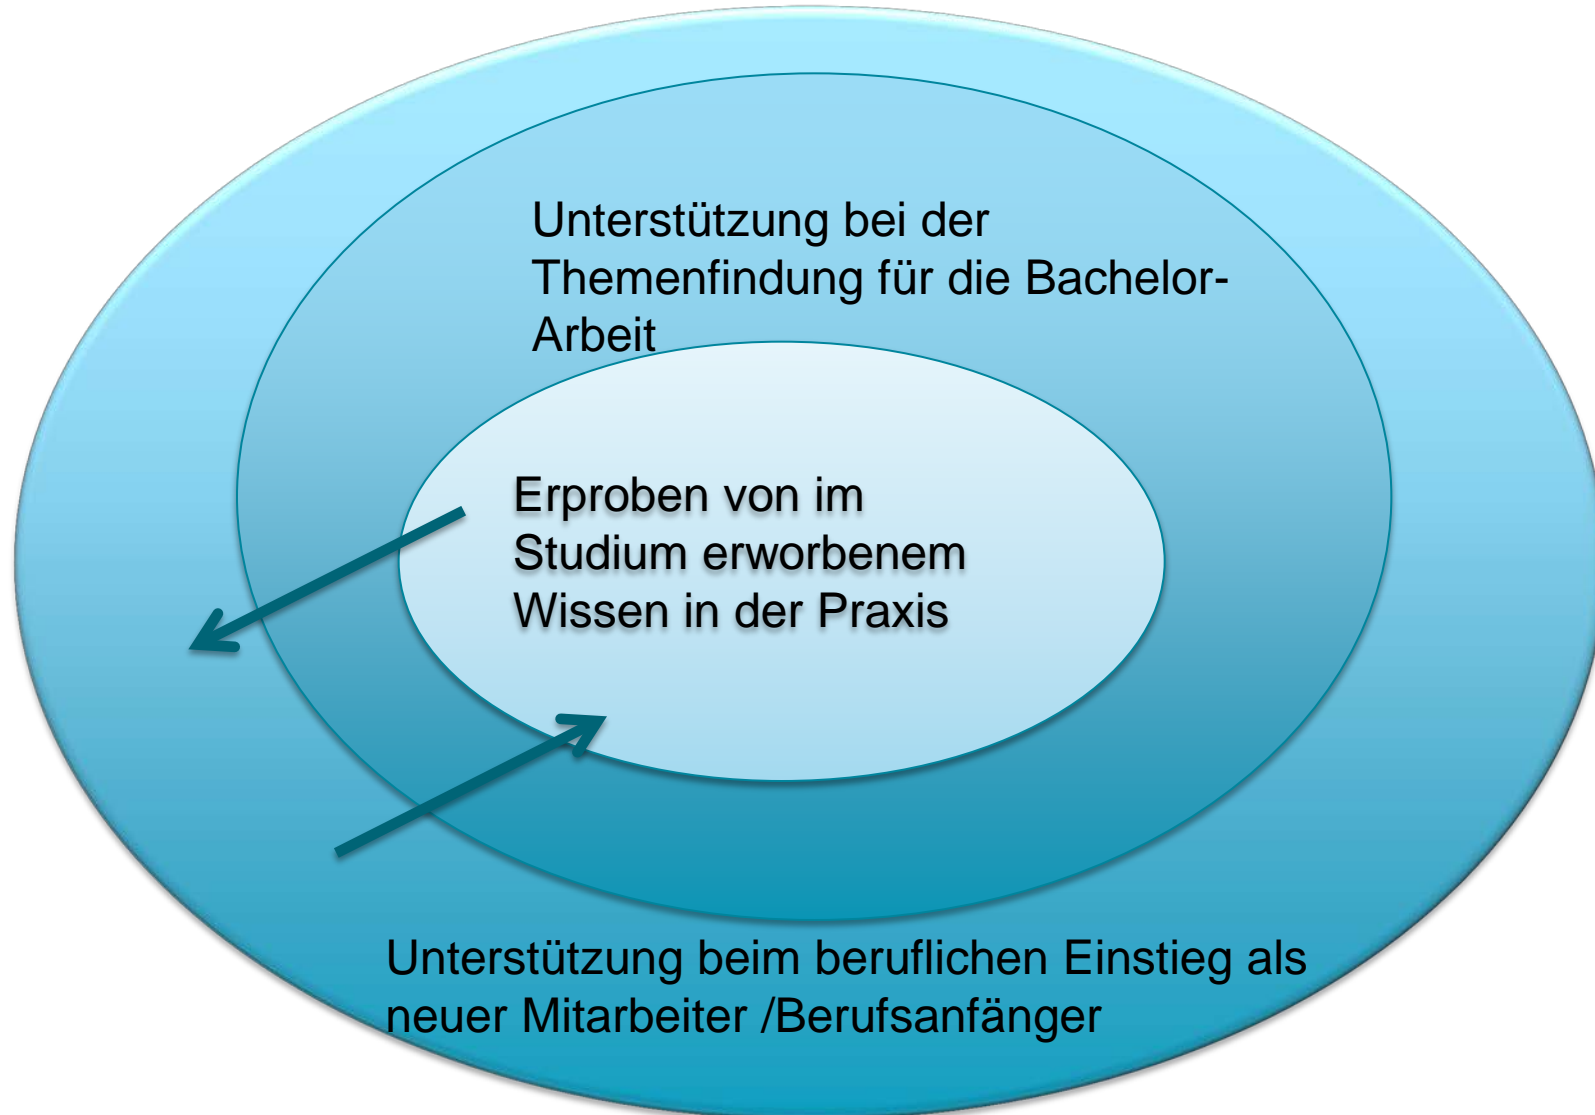 Unterstützung bei der
Themenfindung für die Bachelor-
Arbeit
Erproben von im
Studium erworbenem
Wissen in der Praxis
Unterstützung beim beruflichen Einstieg als
neuer Mitarbeiter /Berufsanfänger